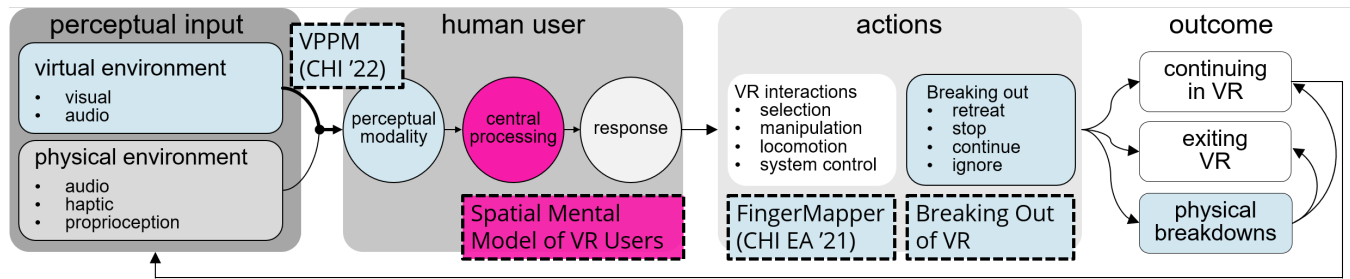 perceptual input
virtual environment
• visual
• audio
physical environment
• audio
• haptic
• proprioception
VPPM
(CHI ’22)
human user
perceptual
modality
central
processing
response
Spatial Mental
Model of VR Users
actions
VR interactions
• selection
• manipulation
• locomotion
• system control
Breaking out
• retreat
• stop
• continue
• ignore
FingerMapper
(CHI EA ’21)
Breaking Out
of VR
outcome
continuing
in VR
exiting
VR
physical
breakdowns